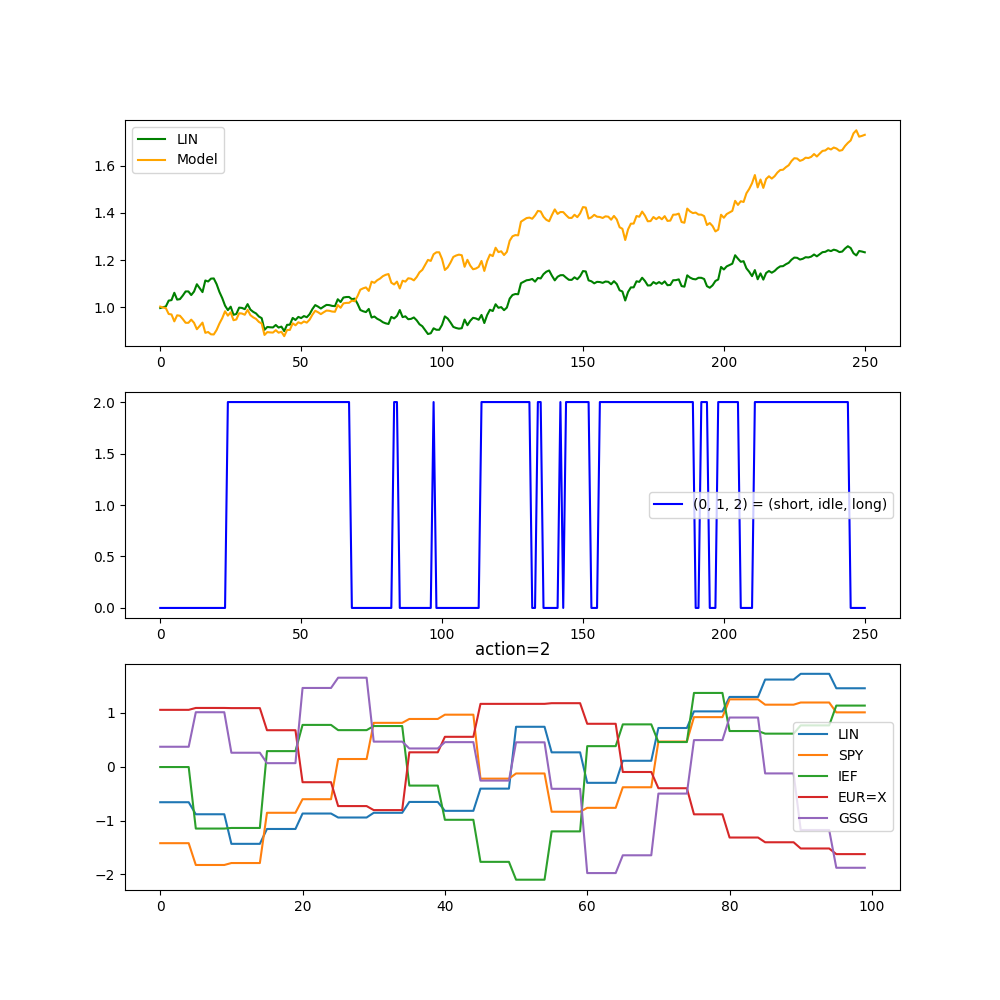 LIN
Model
1.6
1.4
1.2
1.0
0 50 100 150 200 250
2.0
1.5
1.0
0.5
0.0
(0, 1, 2) = (short, idle, long)
0 50 100 150 200 250
action=2
1
0
−1
−2
LIN
SPY
IEF
EUR=X
GSG
0 20 40 60 80 100